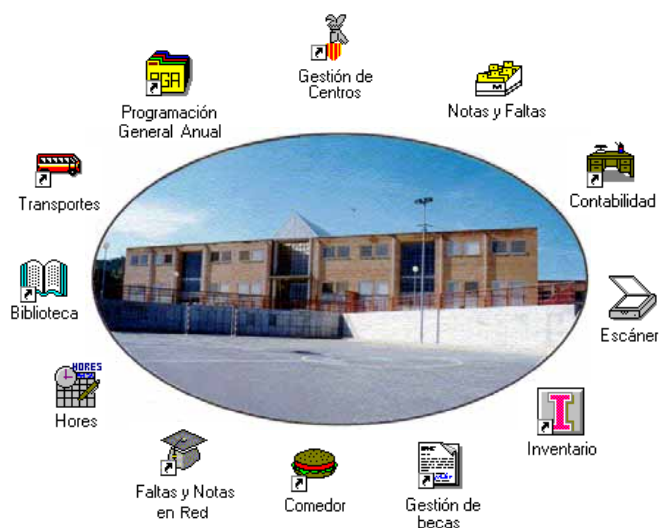 Gestión de
Centros
Programación
General Anual
Notas y Faltas
Transportes
Contabilidad
Biblioteca
Escáner
HORES
Hores
Inventario
Faltas y Notas
en Red
Comedor
Gestión de
becas